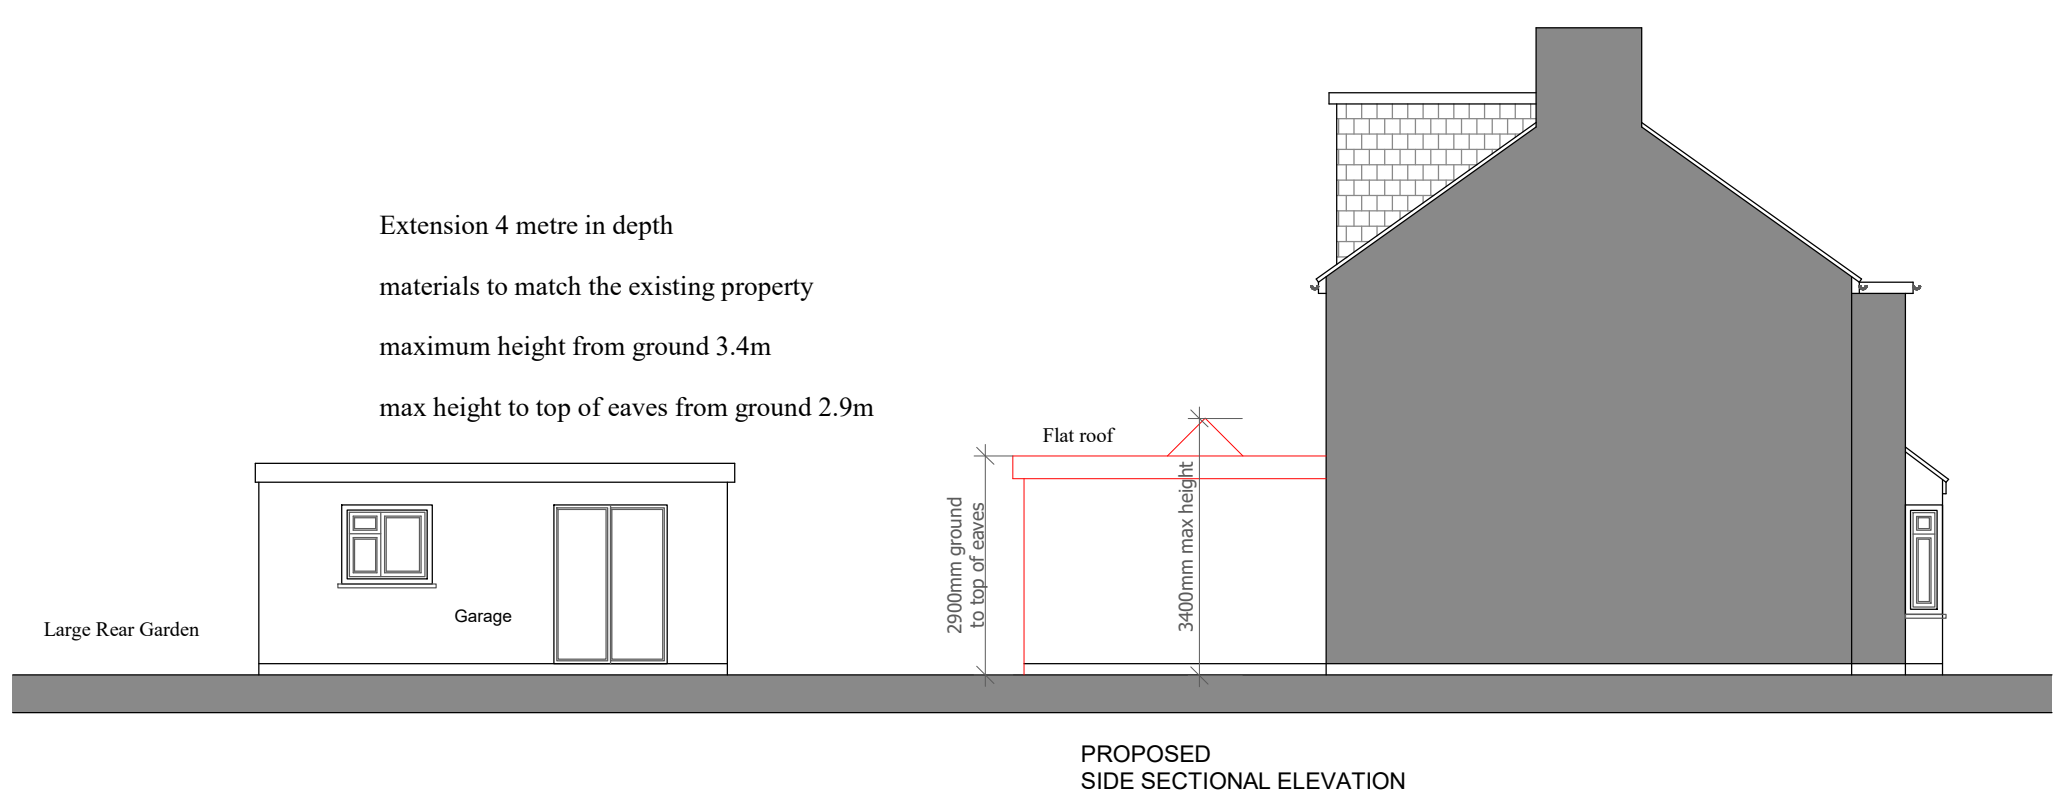 Extension 4 metre in depth
materials to match the existing property
maximum height from ground 3.4m
max height to top of eaves from ground 2.9m
Flat roof
2900mm ground
to top of eaves
3400mm max height
Garage
Large Rear Garden
PROPOSED
SIDE SECTIONAL ELEVATION